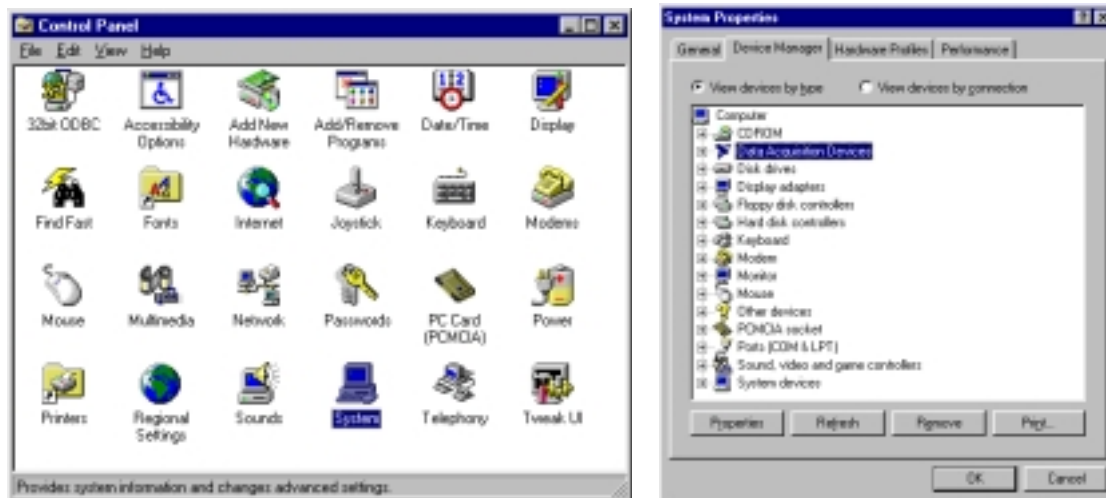 Control Panel
File Edit View Help
32bit ODBC
Accessibility Options
Add New Hardware
Add/Remove Programs
Date/Time
Display
Find Fast
Fonts
Internet
Joystick
Keyboard
Modems
Mouse
Multimedia
Network
Passwords
PC Card (PCMCIA)
Power
Printers
Regional Settings
Sounds
System
Telephony
Tweak UI
Provides system information and changes advanced settings.
System Properties
General Device Manager Hardware Profiles Performance
View devices by type View devices by connection
Computer
CDROM
Data Acquisition Devices
Disk drives
Display adapters
Floppy disk controllers
Hard disk controllers
Keyboard
Modem
Monitor
Mouse
Other devices
PCMCIA socket
Ports (COM & LPT)
Sound, video and game controllers
System devices
Properties Refresh Remove Print...
OK Cancel